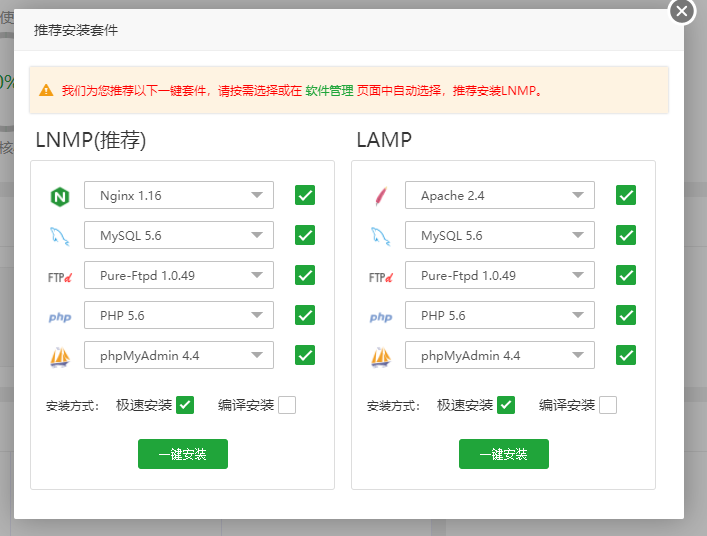 使
推荐安装套件
0%
我们为您推荐以下一键套件，请按需选择或在 软件管理 页面中自动选择，推荐安装LNMP。
核
LNMP(推荐)
LAMP
Nginx 1.16
Apache 2.4
MySQL 5.6
MySQL 5.6
FTPd
Pure-Ftpd 1.0.49
FTPd
Pure-Ftpd 1.0.49
php
PHP 5.6
php
PHP 5.6
phpMyAdmin 4.4
phpMyAdmin 4.4
安装方式： 极速安装 编译安装
安装方式： 极速安装 编译安装
一键安装
一键安装